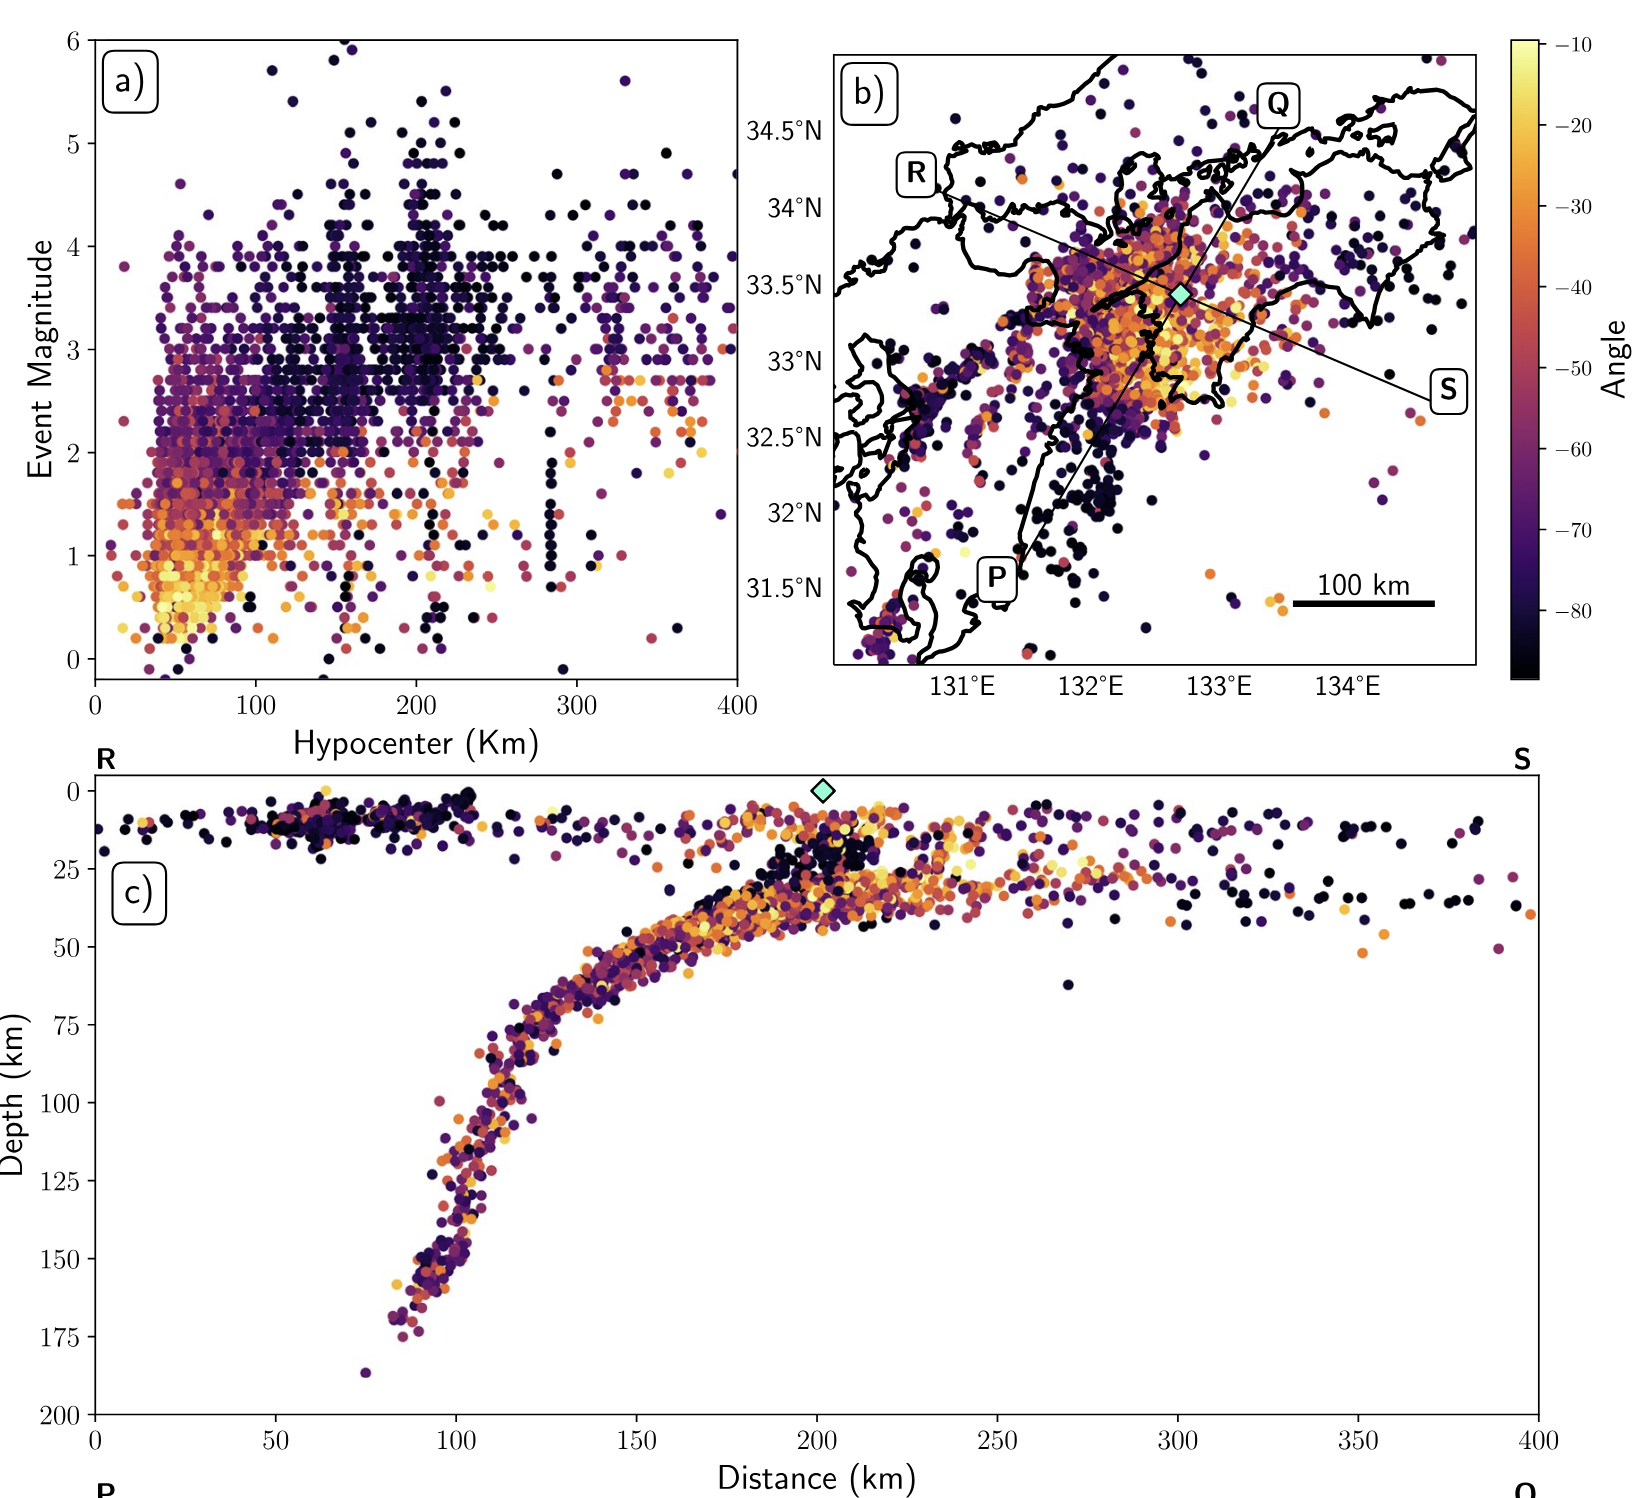 a)
6
5
4
3
2
1
0
Event Magnitude
0 100 200 300 400
Hypocenter (Km)
b)
Q
R
S
P
34.5°N
34°N
33.5°N
33°N
32.5°N
32°N
31.5°N
100 km
131°E 132°E 133°E 134°E
−10
−20
−30
−40
−50
−60
−70
−80
Angle
R S
c)
0
25
50
75
100
125
150
175
200
Depth (km)
0 50 100 150 200 250 300 350 400
Distance (km)
P Q